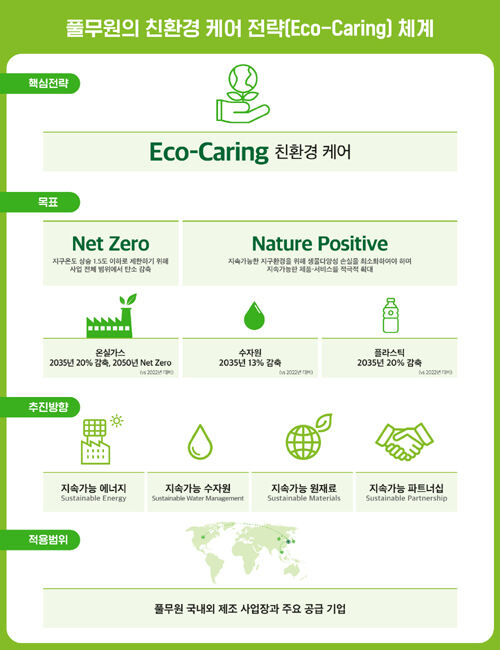 풀무원의 친환경 케어 전략(Eco-Caring) 체계
핵심전략
Eco-Caring 친환경 케어
목표
Net Zero
지구온도 상승 1.5도 이하로 제한하기 위해
사업 전체 범위에서 탄소 감축
Nature Positive
지속가능한 지구환경을 위해 생물다양성 손실을 최소화하여야 하며
지속가능한 제품·서비스을 적극적 확대
온실가스
2035년 20% 감축, 2050년 Net Zero
(vs 2022년 대비)
수자원
2035년 13% 감축
(vs 2022년 대비)
플라스틱
2035년 20% 감축
(vs 2022년 대비)
추진방향
지속가능 에너지
Sustainable Energy
지속가능 수자원
Sustainable Water Management
지속가능 원재료
Sustainable Materials
지속가능 파트너십
Sustainable Partnership
적용범위
풀무원 국내외 제조 사업장과 주요 공급 기업